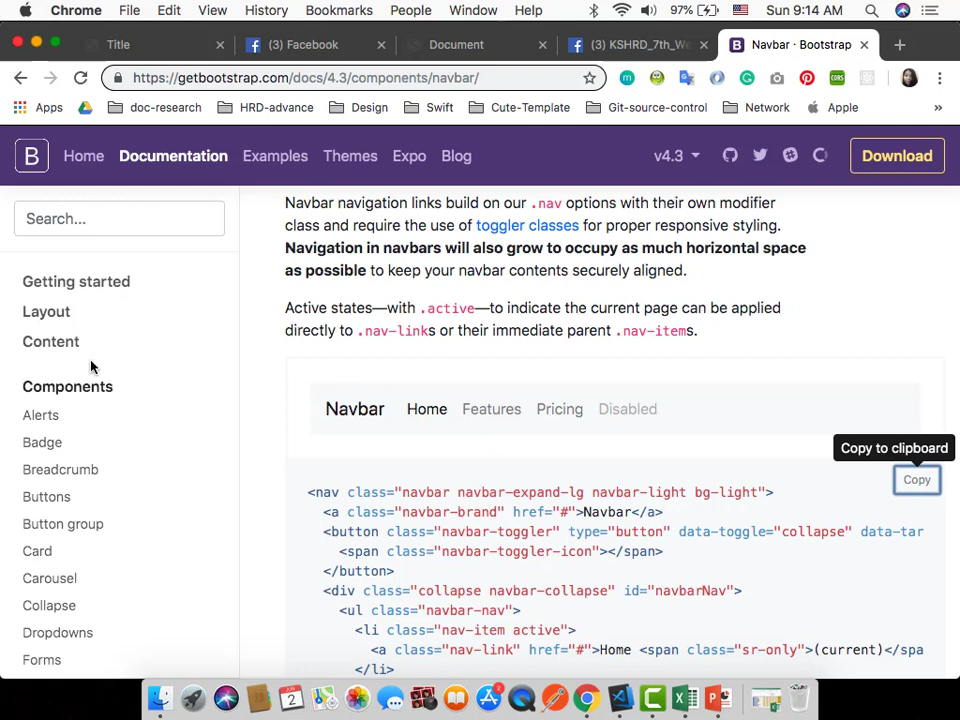 Chrome File Edit View History Bookmarks People Window Help 97% Sun 9:14 AM
Title (3) Facebook Document (3) KSHRD_7th_We Navbar · Bootstrap
https://getbootstrap.com/docs/4.3/components/navbar/
Apps doc-research HRD-advance Design Swift Cute-Template Git-source-control Network Apple »
B Home Documentation Examples Themes Expo Blog v4.3 Download
Search...
Getting started
Layout
Content
Components
Alerts
Badge
Breadcrumb
Buttons
Button group
Card
Carousel
Collapse
Dropdowns
Forms
Navbar navigation links build on our .nav options with their own modifier
class and require the use of toggler classes for proper responsive styling.
Navigation in navbars will also grow to occupy as much horizontal space
as possible to keep your navbar contents securely aligned.
Active states—with .active—to indicate the current page can be applied
directly to .nav-links or their immediate parent .nav-items.
Navbar Home Features Pricing Disabled
Copy to clipboard
Copy
<nav class="navbar navbar-expand-lg navbar-light bg-light">
<a class="navbar-brand" href="#">Navbar</a>
<button class="navbar-toggler" type="button" data-toggle="collapse" data-tar
<span class="navbar-toggler-icon"></span>
</button>
<div class="collapse navbar-collapse" id="navbarNav">
<ul class="navbar-nav">
<li class="nav-item active">
<a class="nav-link" href="#">Home <span class="sr-only">(current)</spa
</li>